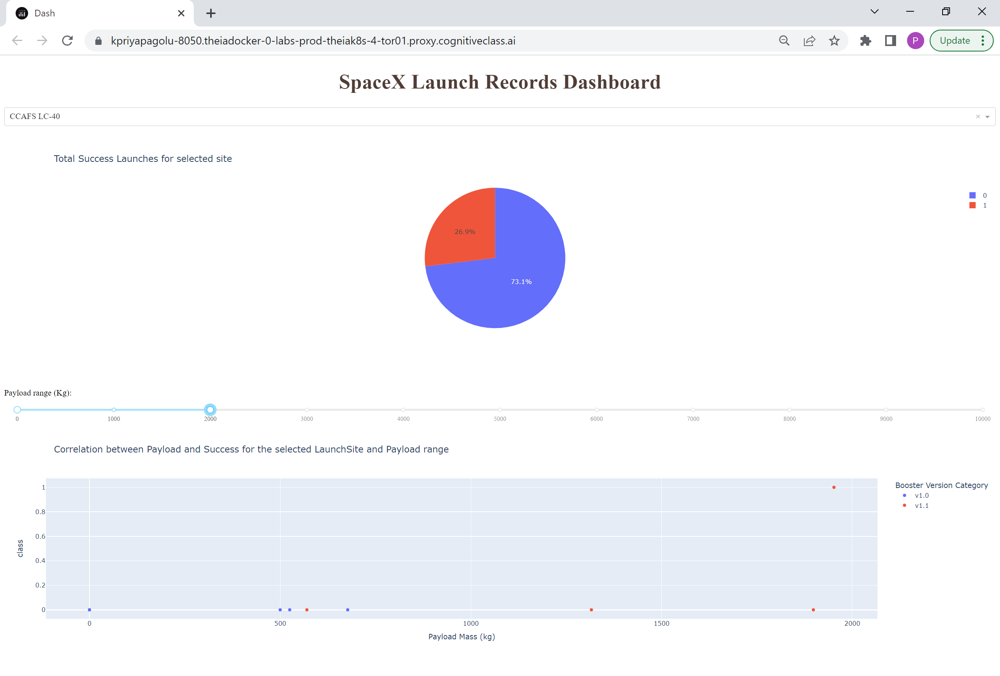 Dash
kpriyapagolu-8050.theiadocker-0-labs-prod-theiak8s-4-tor01.proxy.cognitiveclass.ai
P
Update
SpaceX Launch Records Dashboard
CCAFS LC-40
Total Success Launches for selected site
0
1
26.9%
73.1%
Payload range (Kg):
0 1000 2000 3000 4000 5000 6000 7000 8000 9000 10000
Correlation between Payload and Success for the selected LaunchSite and Payload range
Booster Version Category
v1.0
v1.1
1
0.8
0.6
0.4
0.2
0
class
0 500 1000 1500 2000
Payload Mass (kg)